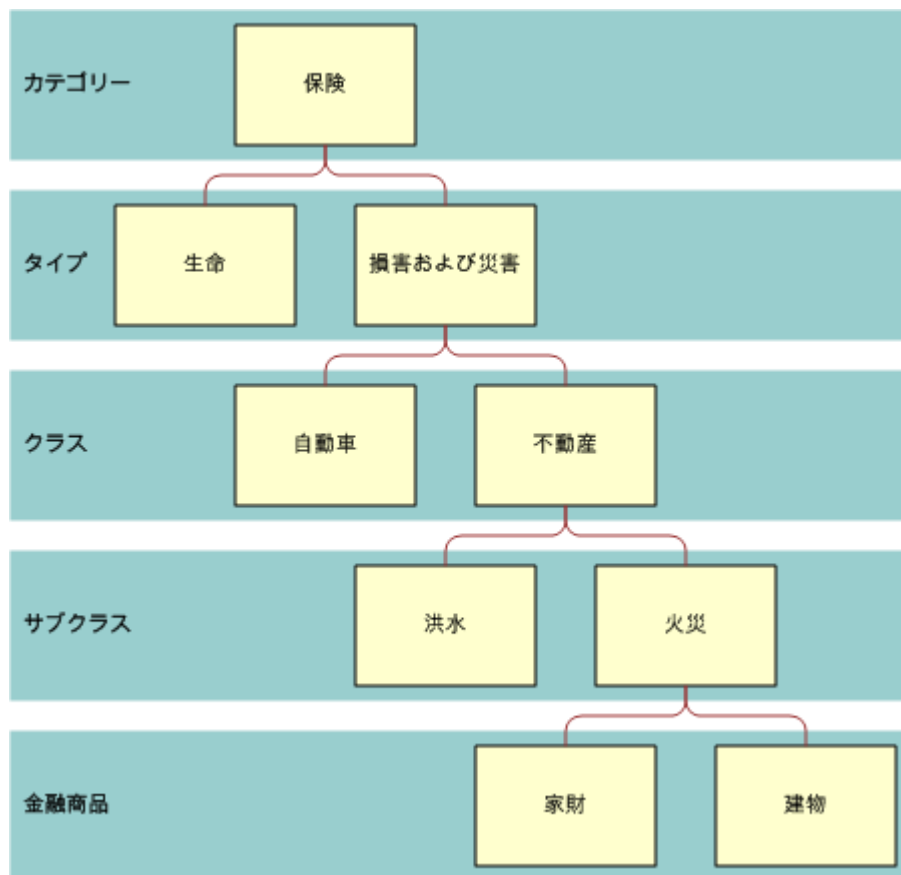 カテゴリー
保険
タイプ
生命
損害および災害
クラス
自動車
不動産
サブクラス
洪水
火災
金融商品
家財
建物